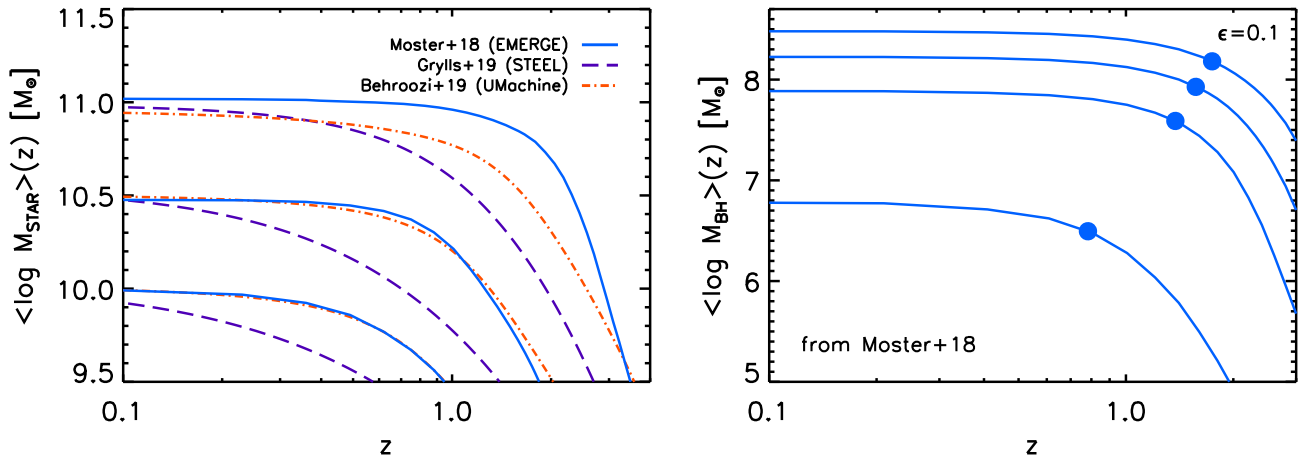 11.5
11.0
10.5
10.0
9.5
<log M_STAR>(z) [M_⊙]
Moster+18 (EMERGE)
Grylls+19 (STEEL)
Behroozi+19 (UMachine)
0.1
1.0
z
8
7
6
5
<log M_BH>(z) [M_⊙]
ϵ=0.1
from Moster+18
0.1
1.0
z